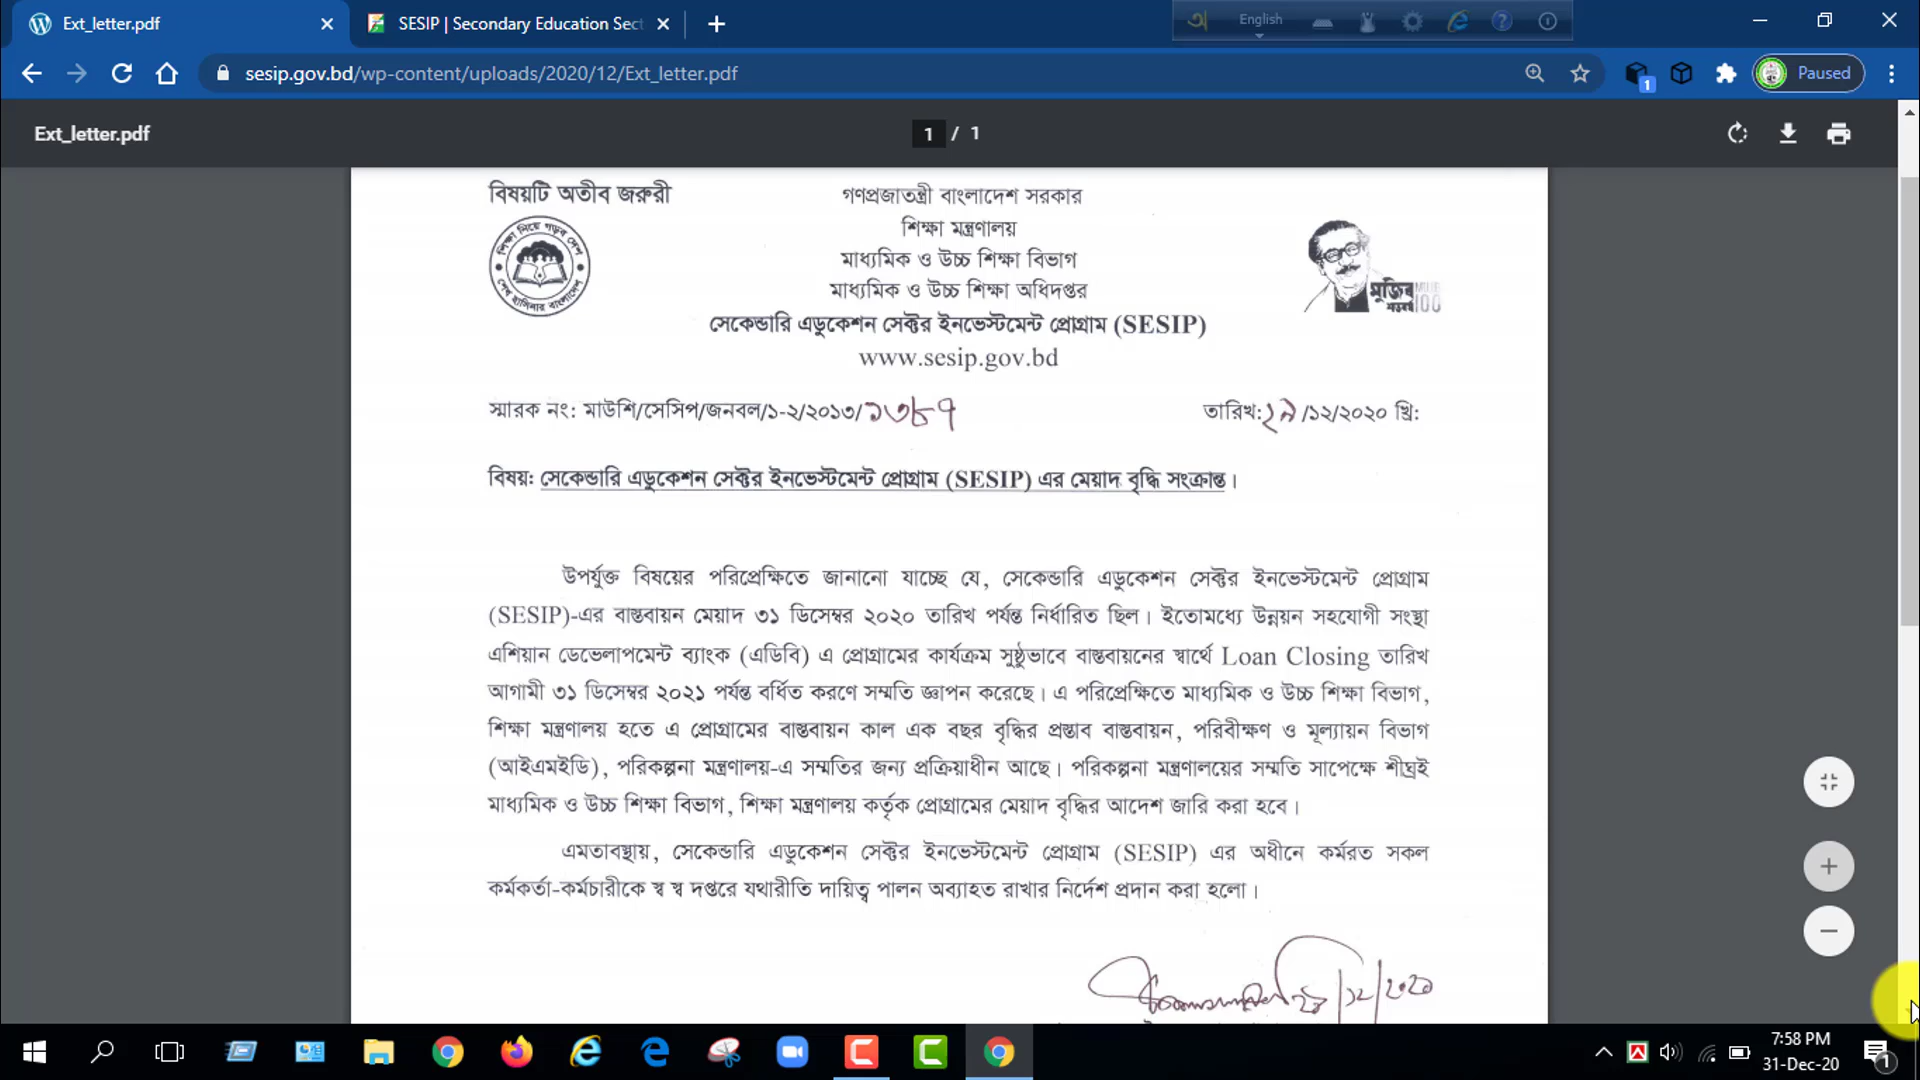 Ext_letter.pdf
SESIP | Secondary Education Sect
English
sesip.gov.bd/wp-content/uploads/2020/12/Ext_letter.pdf
1
Paused
Ext_letter.pdf
1 / 1
বিষয়টি অতীব জরুরী
গণপ্রজাতন্ত্রী বাংলাদেশ সরকার
শিক্ষা মন্ত্রণালয়
মাধ্যমিক ও উচ্চ শিক্ষা বিভাগ
মাধ্যমিক ও উচ্চ শিক্ষা অধিদপ্তর
সেকেন্ডারি এডুকেশন সেক্টর ইনভেস্টমেন্ট প্রোগ্রাম (SESIP)
www.sesip.gov.bd
শিক্ষা নিয়ে গড়ব দেশ
শেখ হাসিনার বাংলাদেশ
মুজিব
100
স্মারক নং: মাউশি/সেসিপ/জনবল/১-২/২০১৩/১৩৮৭
তারিখ:২৯/১২/২০২০ খ্রি:
বিষয়: সেকেন্ডারি এডুকেশন সেক্টর ইনভেস্টমেন্ট প্রোগ্রাম (SESIP) এর মেয়াদ বৃদ্ধি সংক্রান্ত।
উপর্যুক্ত বিষয়ের পরিপ্রেক্ষিতে জানানো যাচ্ছে যে, সেকেন্ডারি এডুকেশন সেক্টর ইনভেস্টমেন্ট প্রোগ্রাম
(SESIP)-এর বাস্তবায়ন মেয়াদ ৩১ ডিসেম্বর ২০২০ তারিখ পর্যন্ত নির্ধারিত ছিল। ইতোমধ্যে উন্নয়ন সহযোগী সংস্থা
এশিয়ান ডেভেলাপমেন্ট ব্যাংক (এডিবি) এ প্রোগ্রামের কার্যক্রম সুষ্ঠুভাবে বাস্তবায়নের স্বার্থে Loan Closing তারিখ
আগামী ৩১ ডিসেম্বর ২০২১ পর্যন্ত বর্ধিত করণে সম্মতি জ্ঞাপন করেছে। এ পরিপ্রেক্ষিতে মাধ্যমিক ও উচ্চ শিক্ষা বিভাগ,
শিক্ষা মন্ত্রণালয় হতে এ প্রোগ্রামের বাস্তবায়ন কাল এক বছর বৃদ্ধির প্রস্তাব বাস্তবায়ন, পরিবীক্ষণ ও মূল্যায়ন বিভাগ
(আইএমইডি), পরিকল্পনা মন্ত্রণালয়-এ সম্মতির জন্য প্রক্রিয়াধীন আছে। পরিকল্পনা মন্ত্রণালয়ের সম্মতি সাপেক্ষে শীঘ্রই
মাধ্যমিক ও উচ্চ শিক্ষা বিভাগ, শিক্ষা মন্ত্রণালয় কর্তৃক প্রোগ্রামের মেয়াদ বৃদ্ধির আদেশ জারি করা হবে।
এমতাবস্থায়, সেকেন্ডারি এডুকেশন সেক্টর ইনভেস্টমেন্ট প্রোগ্রাম (SESIP) এর অধীনে কর্মরত সকল
কর্মকর্তা-কর্মচারীকে স্ব স্ব দপ্তরে যথারীতি দায়িত্ব পালন অব্যাহত রাখার নির্দেশ প্রদান করা হলো।
7:58 PM
31-Dec-20
1